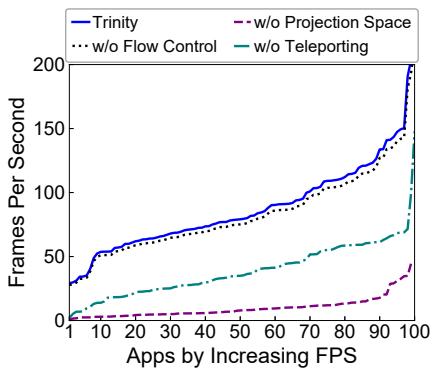 Trinity
w/o Projection Space
w/o Flow Control
w/o Teleporting
Frames Per Second
200
150
100
50
0
1 10 20 30 40 50 60 70 80 90 100
Apps by Increasing FPS